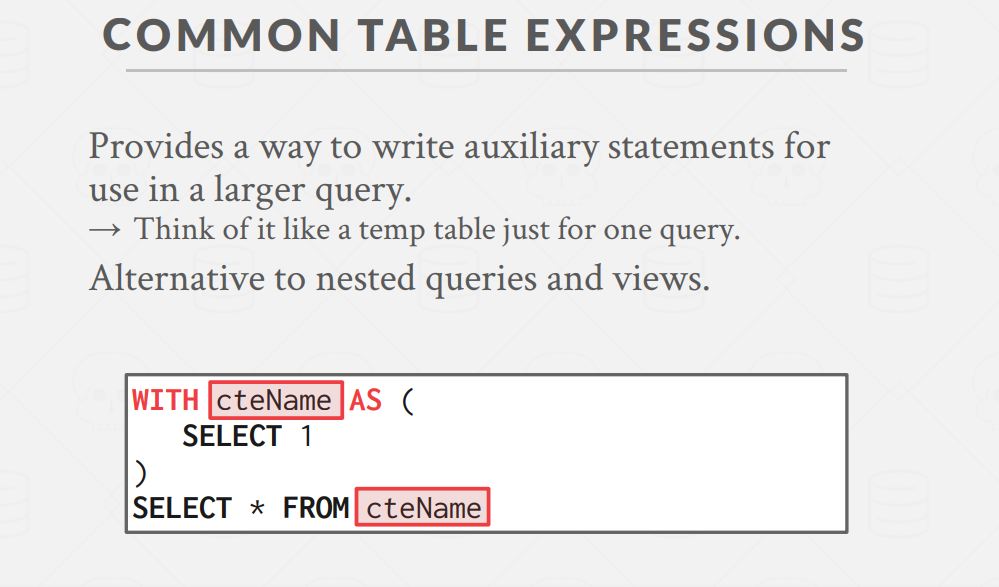 COMMON TABLE EXPRESSIONS
Provides a way to write auxiliary statements for
use in a larger query.
→ Think of it like a temp table just for one query.
Alternative to nested queries and views.
WITH cteName AS (
SELECT 1
)
SELECT * FROM cteName